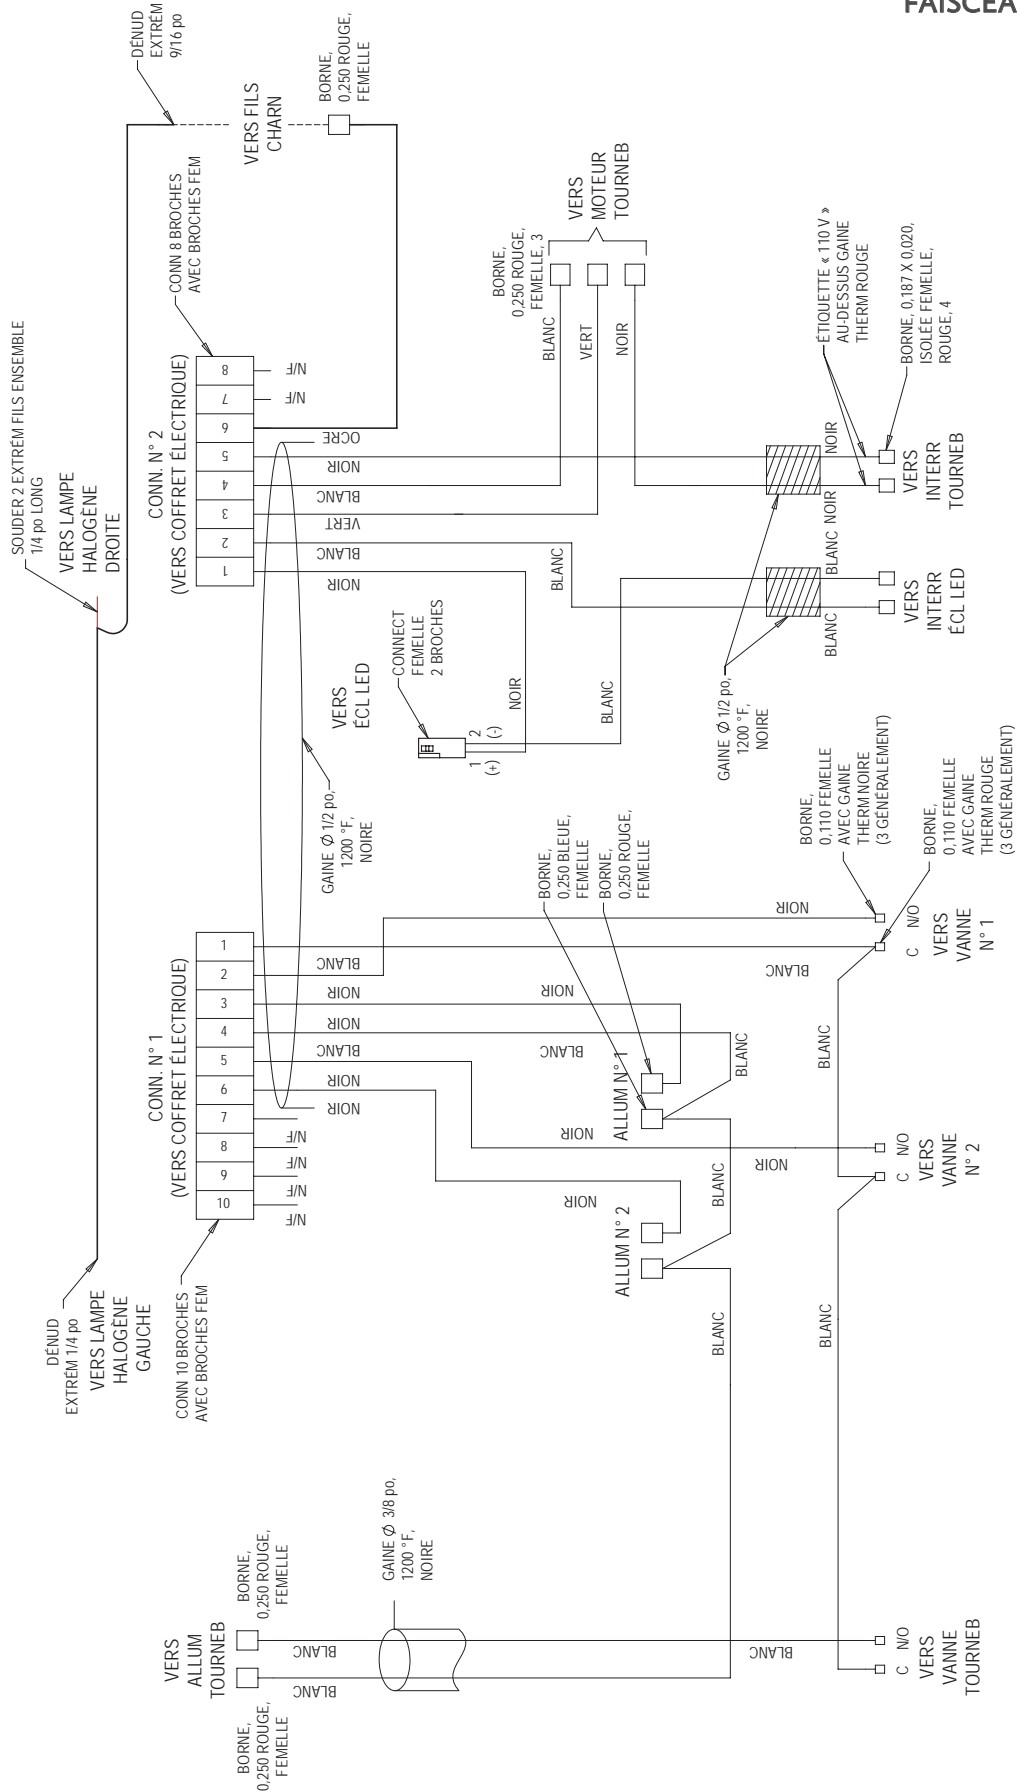 FAISCEA
DÉNUD
EXTRÉM
9/16 po
VERS FILS
CHARN
BORNE,
0,250 ROUGE,
FEMELLE
SOUDER 2 EXTRÉM FILS ENSEMBLE
1/4 po LONG
VERS LAMPE
HALOGÈNE
DROITE
CONN. N° 2
(VERS COFFRET ÉLECTRIQUE)
CONN 8 BROCHES
AVEC BROCHES FEM
8
7
6
5
4
3
2
1
N/F
N/F
OCRE
NOIR
BLANC
VERT
BLANC
NOIR
BORNE,
0,250 ROUGE,
FEMELLE, 3
VERS
MOTEUR
TOURNEB
BLANC
VERT
NOIR
ÉTIQUETTE « 110 V »
AU-DESSUS GAINE
THERM ROUGE
BORNE, 0,187 X 0,020,
ISOLÉE FEMELLE,
ROUGE, 4
NOIR
NOIR
VERS
INTERR
TOURNEB
BLANC
BLANC
VERS
INTERR
ÉCL LED
BLANC
BLANC
NOIR
VERS
ÉCL LED
CONNECT
FEMELLE
2 BROCHES
1
(+)
2
(-)
GAINE Ø 1/2 po,
1200 °F,
NOIRE
GAINE Ø 1/2 po,
1200 °F,
NOIRE
DÉNUD
EXTRÉM 1/4 po
VERS LAMPE
HALOGÈNE
GAUCHE
CONN. N° 1
(VERS COFFRET ÉLECTRIQUE)
CONN 10 BROCHES
AVEC BROCHES FEM
1
2
3
4
5
6
7
8
9
10
BLANC
NOIR
NOIR
BLANC
NOIR
NOIR
N/F
N/F
N/F
N/F
BORNE,
0,250 BLEUE,
FEMELLE
BORNE,
0,250 ROUGE,
FEMELLE
NOIR
BLANC
ALLUM N° 1
BLANC
NOIR
NOIR
NOIR
ALLUM N° 2
BLANC
BLANC
BORNE,
0,110 FEMELLE
AVEC GAINE
THERM NOIRE
(3 GÉNÉRALEMENT)
BORNE,
0,110 FEMELLE
AVEC GAINE
THERM ROUGE
(3 GÉNÉRALEMENT)
NOIR
BLANC
C
N/O
VERS
VANNE
N° 1
BLANC
C
N/O
VERS
VANNE
N° 2
BLANC
VERS
ALLUM
TOURNEB
BORNE,
0,250 ROUGE,
FEMELLE
BORNE,
0,250 ROUGE,
FEMELLE
BLANC
BLANC
GAINE Ø 3/8 po,
1200 °F,
NOIRE
BLANC
C
N/O
VERS
VANNE
TOURNEB